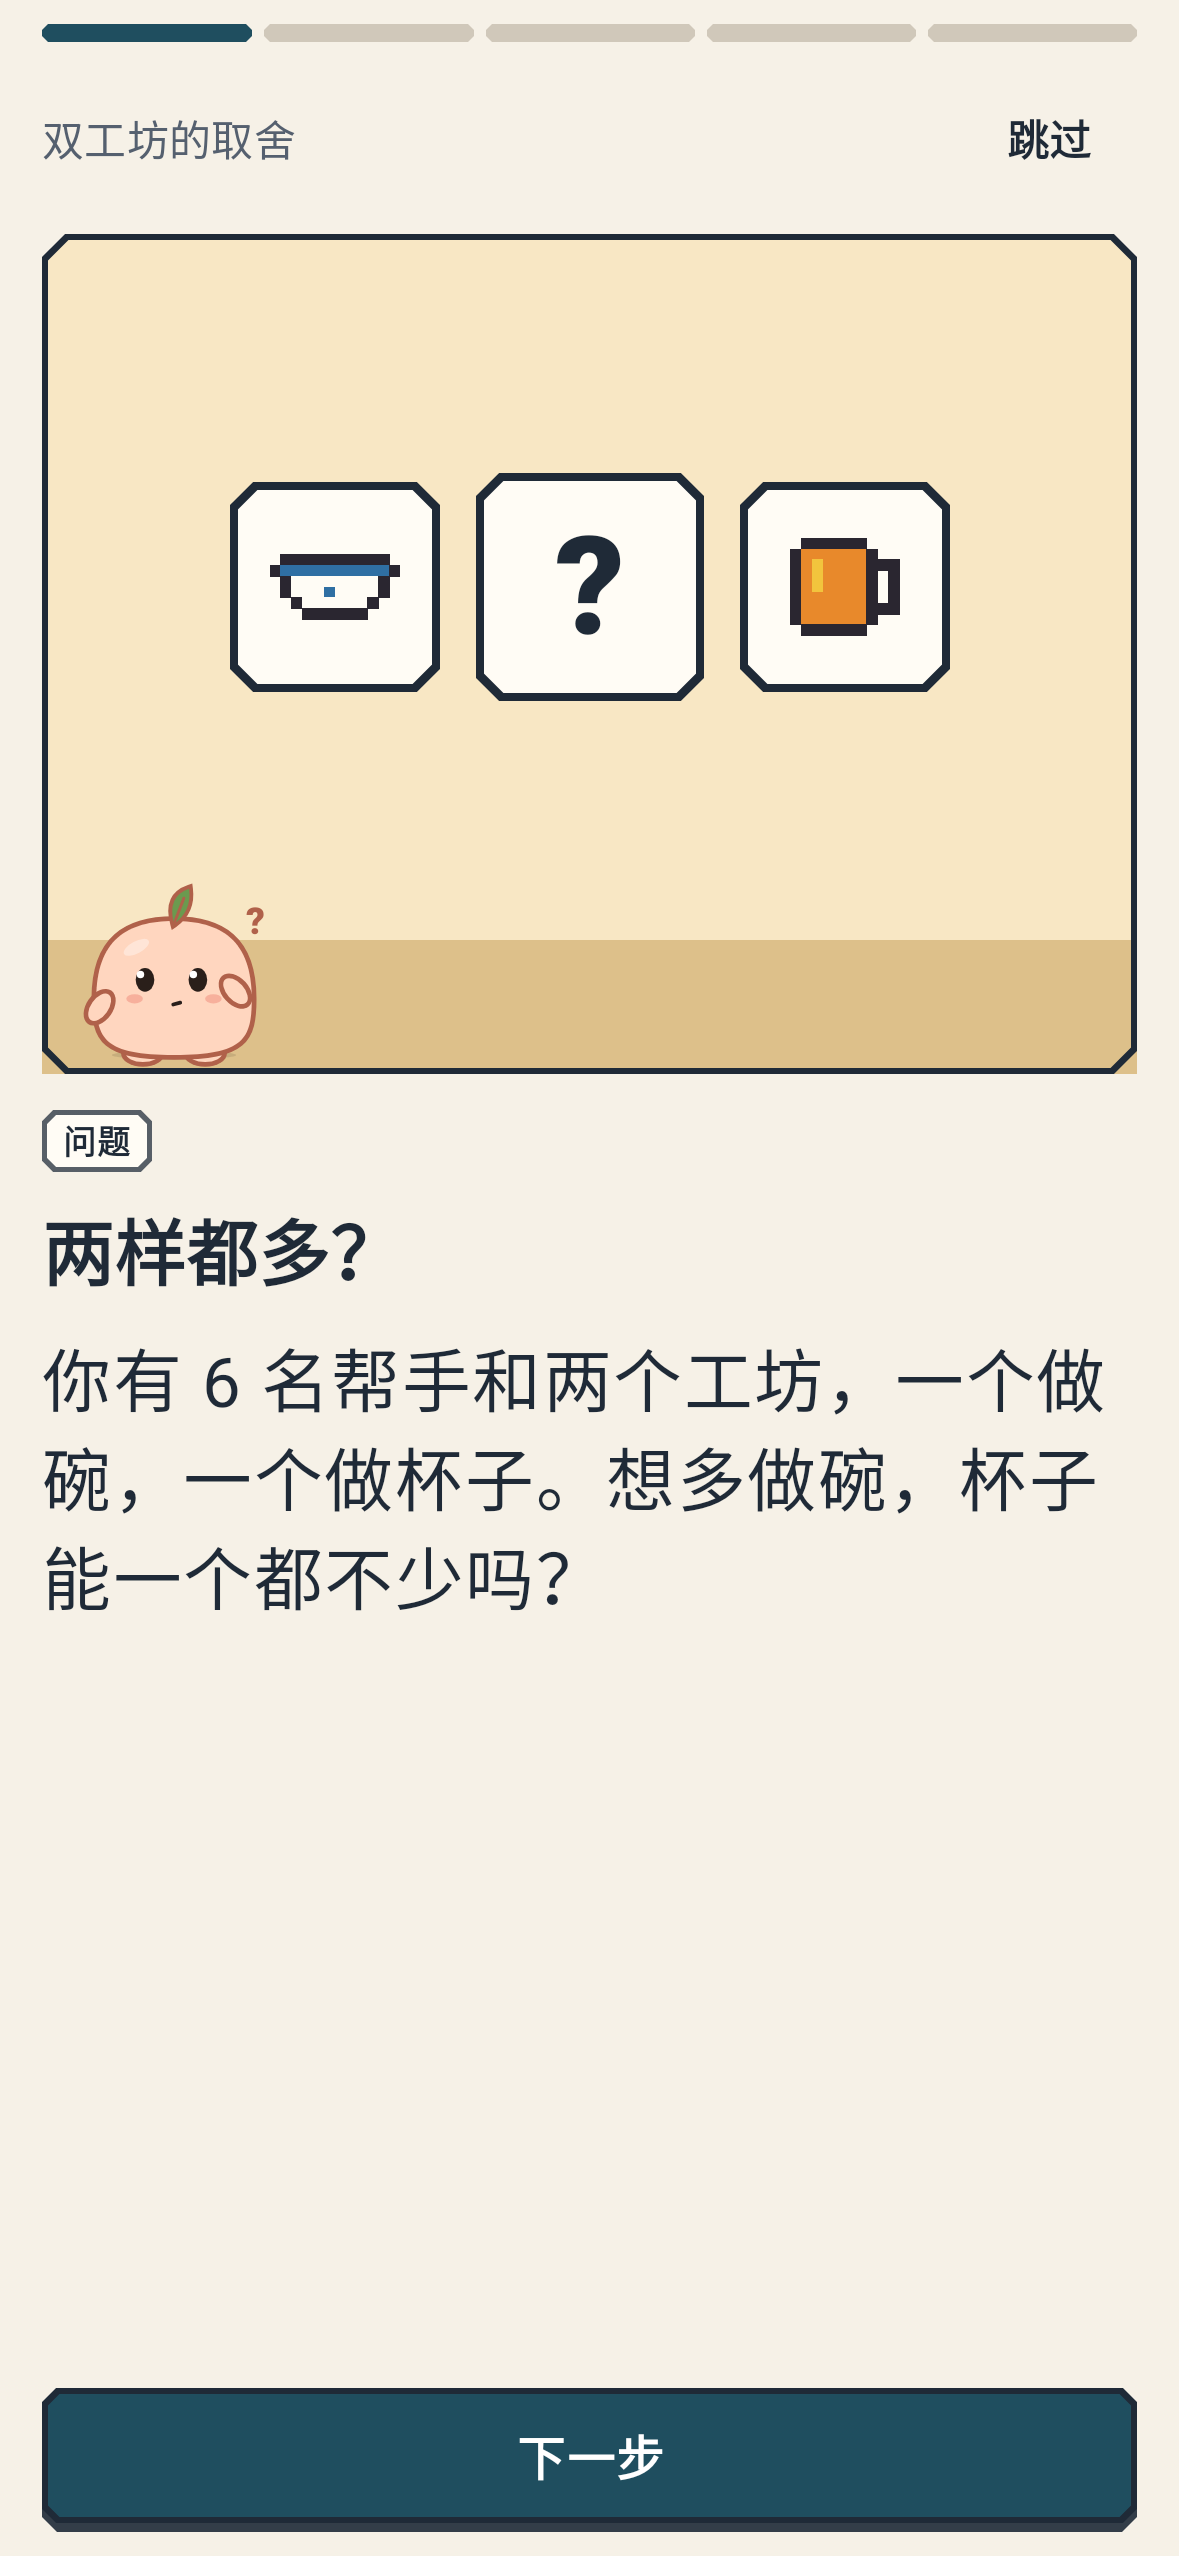 双工坊的取舍
跳过
?
?
问题
两样都多？
你有 6 名帮手和两个工坊，一个做
碗，一个做杯子。想多做碗，杯子
能一个都不少吗？
下一步